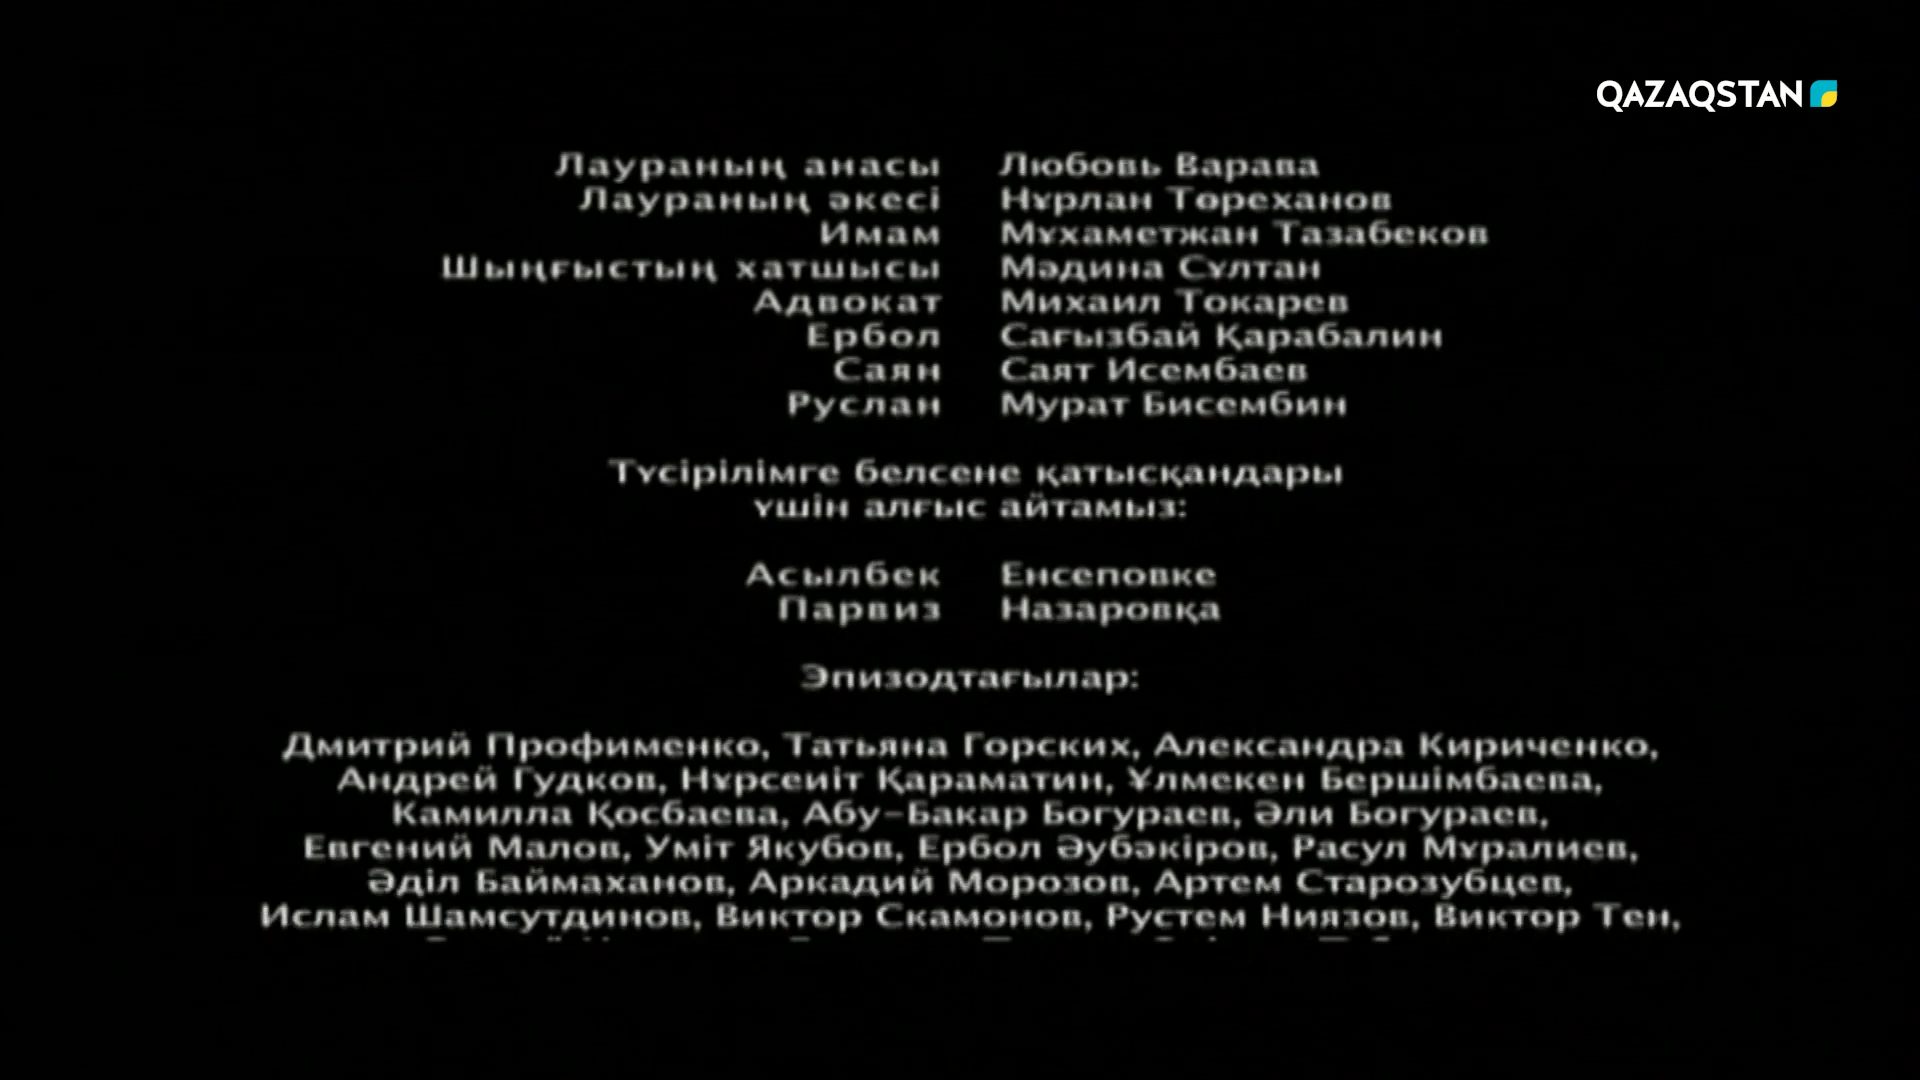 QAZAQSTAN
Лаураның анасы Любовь Варава
Лаураның әкесі Нұрлан Төреханов
Имам Мұхаметжан Тазабеков
Шыңғыстың хатшысы Мәдина Сұлтан
Адвокат Михаил Токарев
Ербол Сағызбай Қарабалин
Саян Саят Исембаев
Руслан Мурат Бисембин
Түсірілімге белсене қатысқандары
үшін алғыс айтамыз:
Асылбек Енсеповке
Парвиз Назаровқа
Эпизодтағылар:
Дмитрий Профименко, Татьяна Горских, Александра Кириченко,
Андрей Гудков, Нұрсеиіт Қараматин, Ұлмекен Бершімбаева,
Камилла Қосбаева, Абу-Бакар Богураев, Әли Богураев,
Евгений Малов, Уміт Якубов, Ербол Әубәкіров, Расул Мұралиев,
Әділ Баймаханов, Аркадий Морозов, Артем Старозубцев,
Ислам Шамсутдинов, Виктор Скамонов, Рустем Ниязов, Виктор Тен,